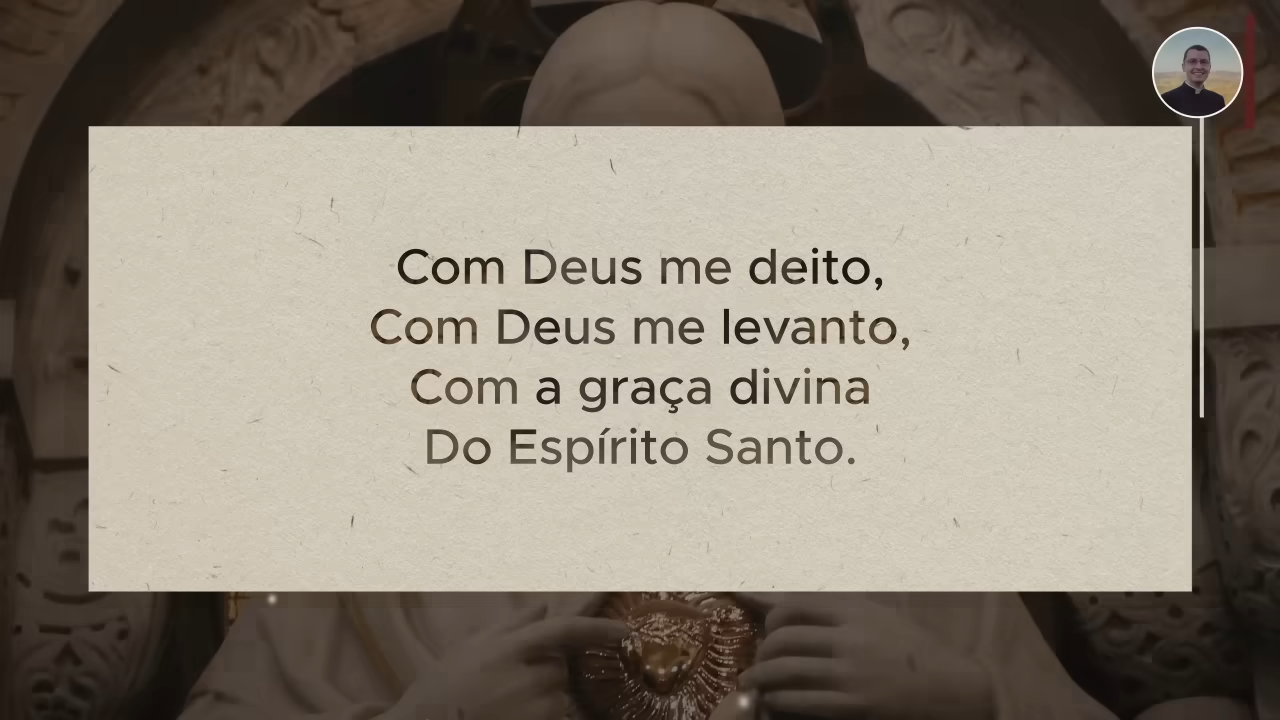 Com Deus me deito,
Com Deus me levanto,
Com a graça divina
Do Espírito Santo.